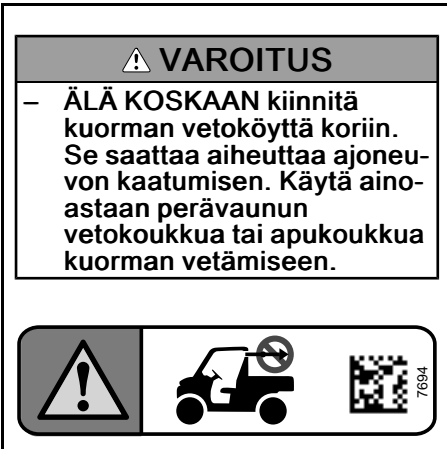 ⚠ VAROITUS
– ÄLÄ KOSKAAN kiinnitä
kuorman vetoköyttä koriin.
Se saattaa aiheuttaa ajoneu-
von kaatumisen. Käytä aino-
astaan perävaunun
vetokoukkua tai apukoukkua
kuorman vetämiseen.
7694